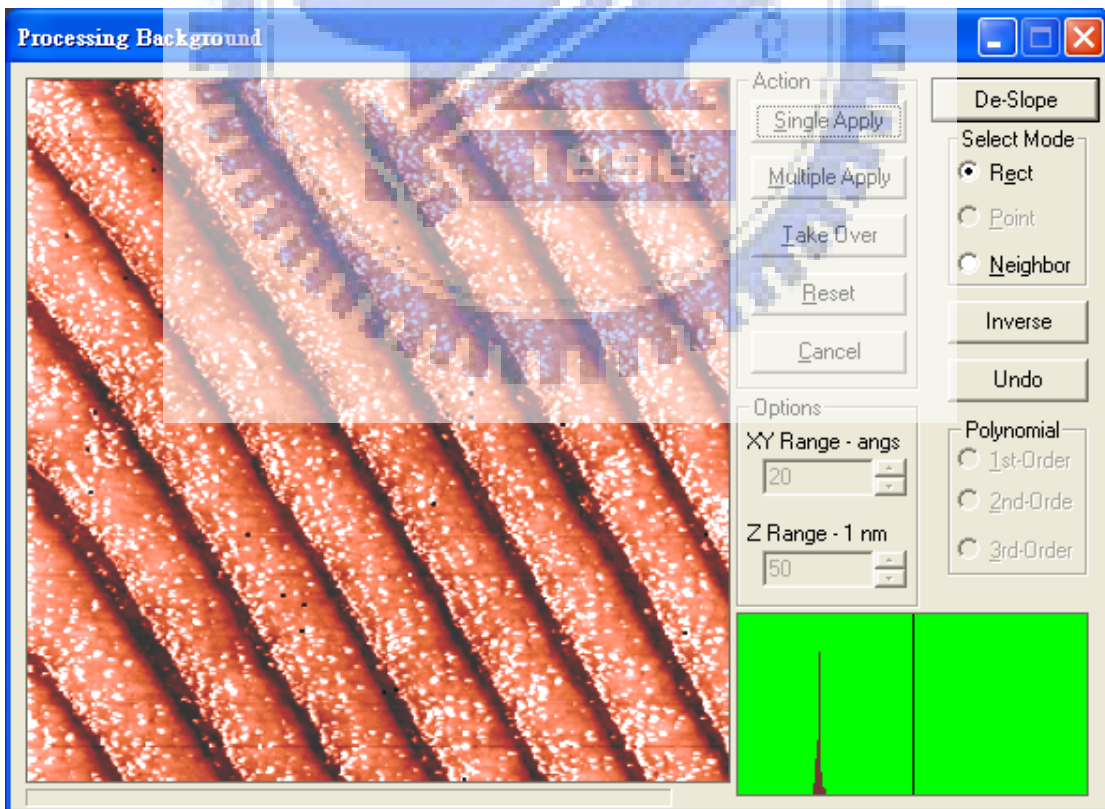 Processing Background
Action
Single Apply
Multiple Apply
Take Over
Reset
Cancel
De-Slope
Select Mode
Rect
Point
Neighbor
Inverse
Undo
Options
XY Range - angs
20
Z Range - 1 nm
50
Polynomial
1st-Order
2nd-Orde
3rd-Order
1896